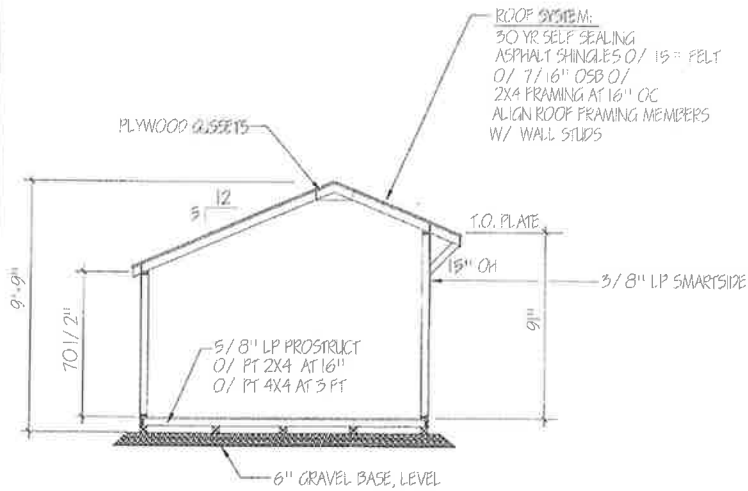 ROOF SYSTEM:
30 YR SELF SEALING
ASPHALT SHINGLES O/ 15# FELT
O/ 7/16" OSB O/
2X4 FRAMING AT 16" OC
ALIGN ROOF FRAMING MEMBERS
W/ WALL STUDS
PLYWOOD GUSSETS
12
5
T.O. PLATE
15" OH
3/8" LP SMARTSIDE
9'-9"
70 1/2"
5/8" LP PROSTRUCT
O/ PT 2X4 AT 16"
O/ PT 4X4 AT 3 FT
6" GRAVEL BASE, LEVEL